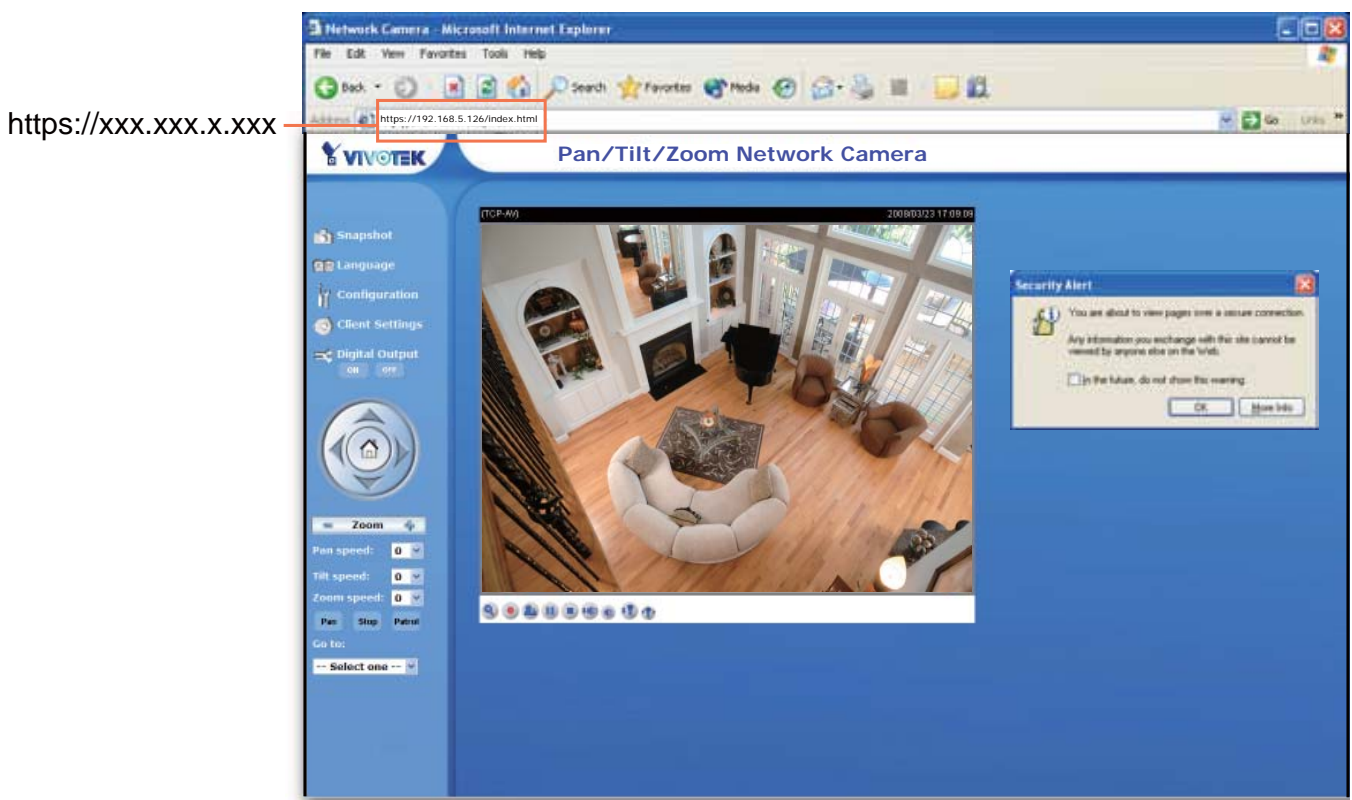 Network Camera - Microsoft Internet Explorer
File Edit View Favorites Tools Help
Back Search Favorites Media
https://xxx.xxx.x.xxx
Address https://192.168.5.126/index.html Go Links »
VIVOTEK
Pan/Tilt/Zoom Network Camera
(TCP-AV) 2008/03/23 17:09:09
Snapshot
Language
Configuration
Client Settings
Digital Output
ON OFF
Zoom
Pan speed: 0
Tilt speed: 0
Zoom speed: 0
Pan Stop Patrol
Go to:
-- Select one --
Security Alert
You are about to view pages over a secure connection.
Any information you exchange with this site cannot be
viewed by anyone else on the Web.
In the future, do not show this warning
OK More Info